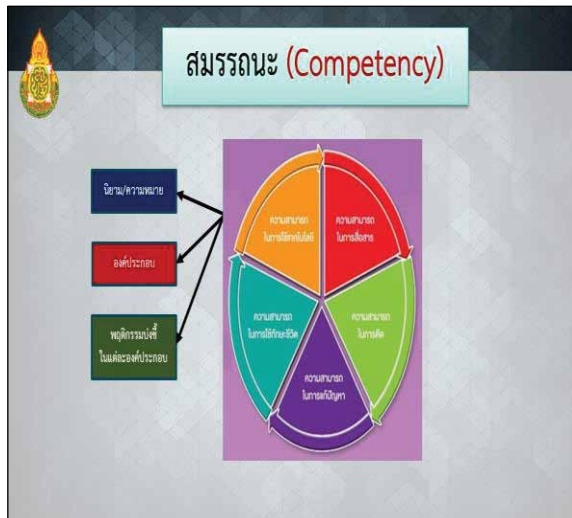 สมรรถนะ (Competency)
นิยาม/ความหมาย
องค์ประกอบ
พฤติกรรมบ่งชี้
ในแต่ละองค์ประกอบ
ความสามารถ
ในการใช้เทคโนโลยี
ความสามารถ
ในการสื่อสาร
ความสามารถ
ในการใช้ทักษะชีวิต
ความสามารถ
ในการคิด
ความสามารถ
ในการแก้ปัญหา